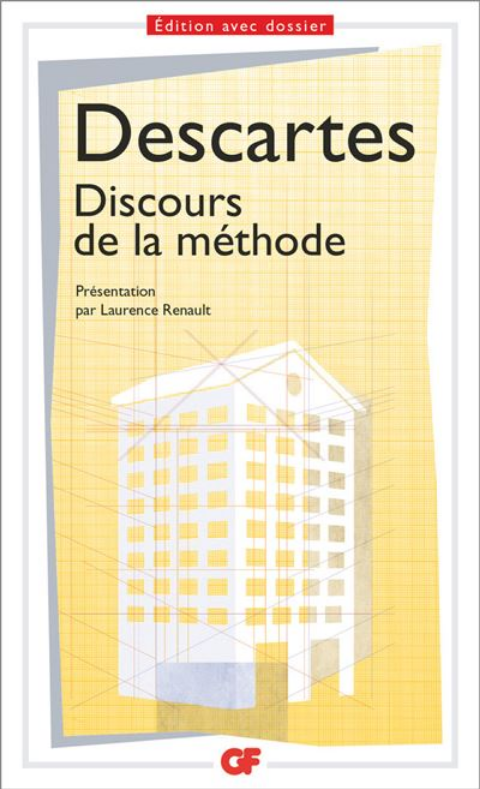 Édition avec dossier
Descartes
Discours
de la méthode
Présentation
par Laurence Renault
GF